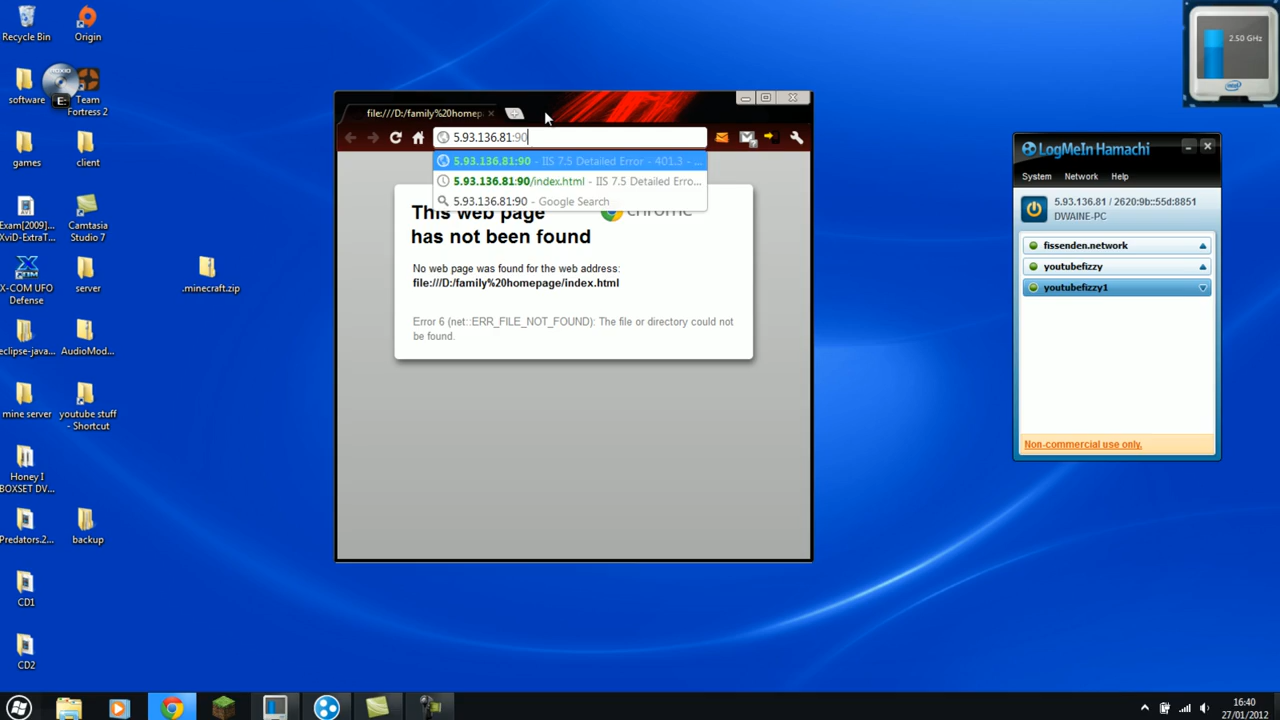 Recycle Bin
Origin
software
E:
Team
Fortress 2
games
client
Exam[2009]...
XviD-ExtraT...
Camtasia
Studio 7
X-COM UFO
Defense
server
.minecraft.zip
eclipse-java...
AudioMod...
mine server
youtube stuff
- Shortcut
Honey I
BOXSET DV...
Predators.2...
backup
CD1
CD2
file:///D:/family%20homep
5.93.136.81:90
5.93.136.81:90 - IIS 7.5 Detailed Error - 401.3 - ...
5.93.136.81:90/index.html - IIS 7.5 Detailed Erro...
5.93.136.81:90 - Google Search
This web page
has not been found
chrome
No web page was found for the web address:
file:///D:/family%20homepage/index.html
Error 6 (net::ERR_FILE_NOT_FOUND): The file or directory could not
be found.
2.50 GHz
intel
LogMeIn Hamachi
System Network Help
5.93.136.81 / 2620:9b::55d:8851
DWAINE-PC
fissenden.network
youtubefizzy
youtubefizzy1
Non-commercial use only.
16:40
27/01/2012